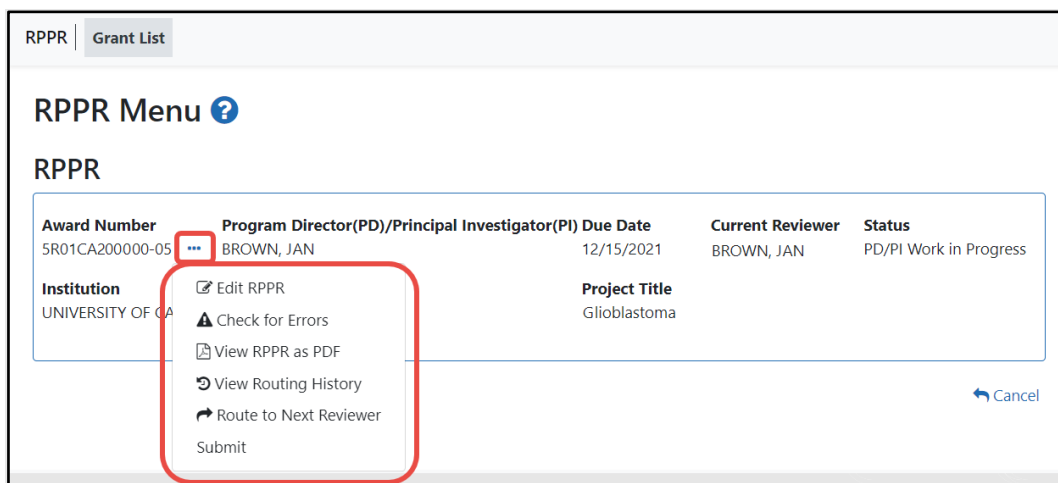 RPPR Grant List
RPPR Menu ?
RPPR
Award Number Program Director(PD)/Principal Investigator(PI) Due Date Current Reviewer Status
5R01CA200000-05 ... BROWN, JAN 12/15/2021 BROWN, JAN PD/PI Work in Progress
Institution Project Title
UNIVERSITY OF Glioblastoma
Edit RPPR
Check for Errors
View RPPR as PDF
View Routing History
Route to Next Reviewer
Submit
Cancel